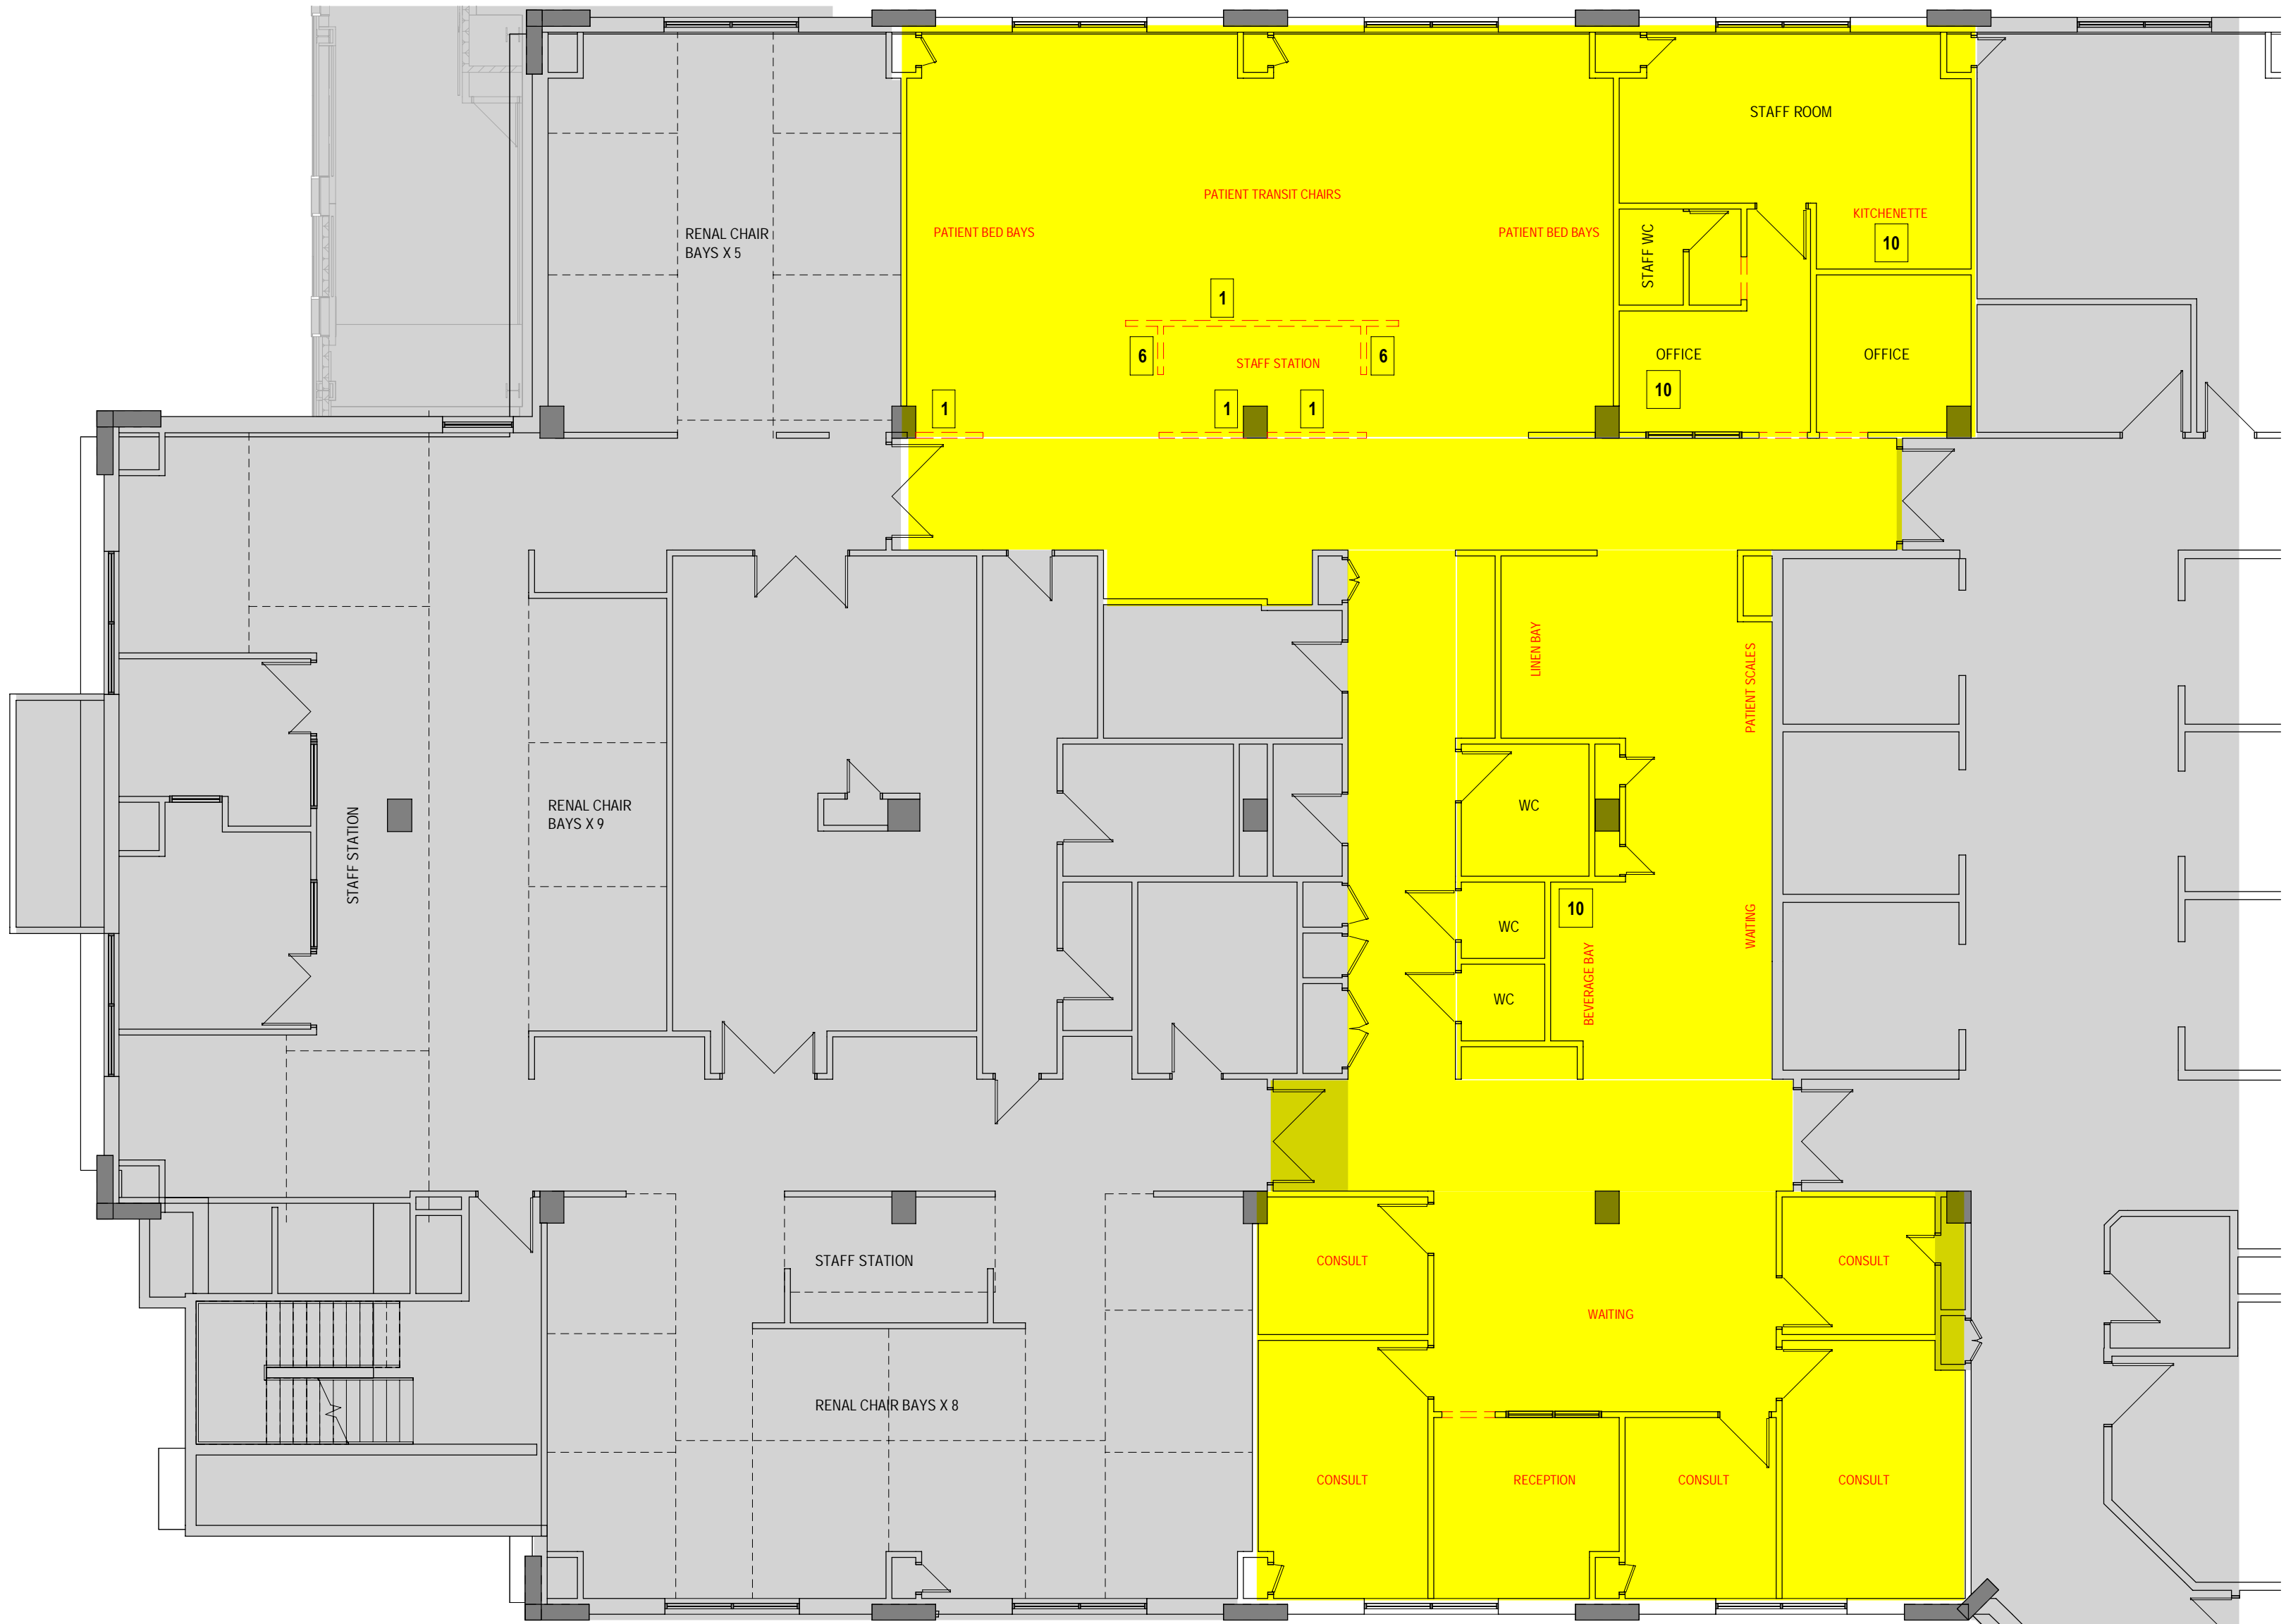 STAFF ROOM
PATIENT TRANSIT CHAIRS
KITCHENETTE
RENAL CHAIR
BAYS X 5
PATIENT BED BAYS
PATIENT BED BAYS
STAFF WC
10
1
6
STAFF STATION
6
OFFICE
OFFICE
10
1
1
1
LINEN BAY
PATIENT SCALES
RENAL CHAIR
BAYS X 9
STAFF STATION
WC
10
WC
WAITING
BEVERAGE BAY
WC
STAFF STATION
CONSULT
CONSULT
WAITING
RENAL CHAIR BAYS X 8
CONSULT
RECEPTION
CONSULT
CONSULT